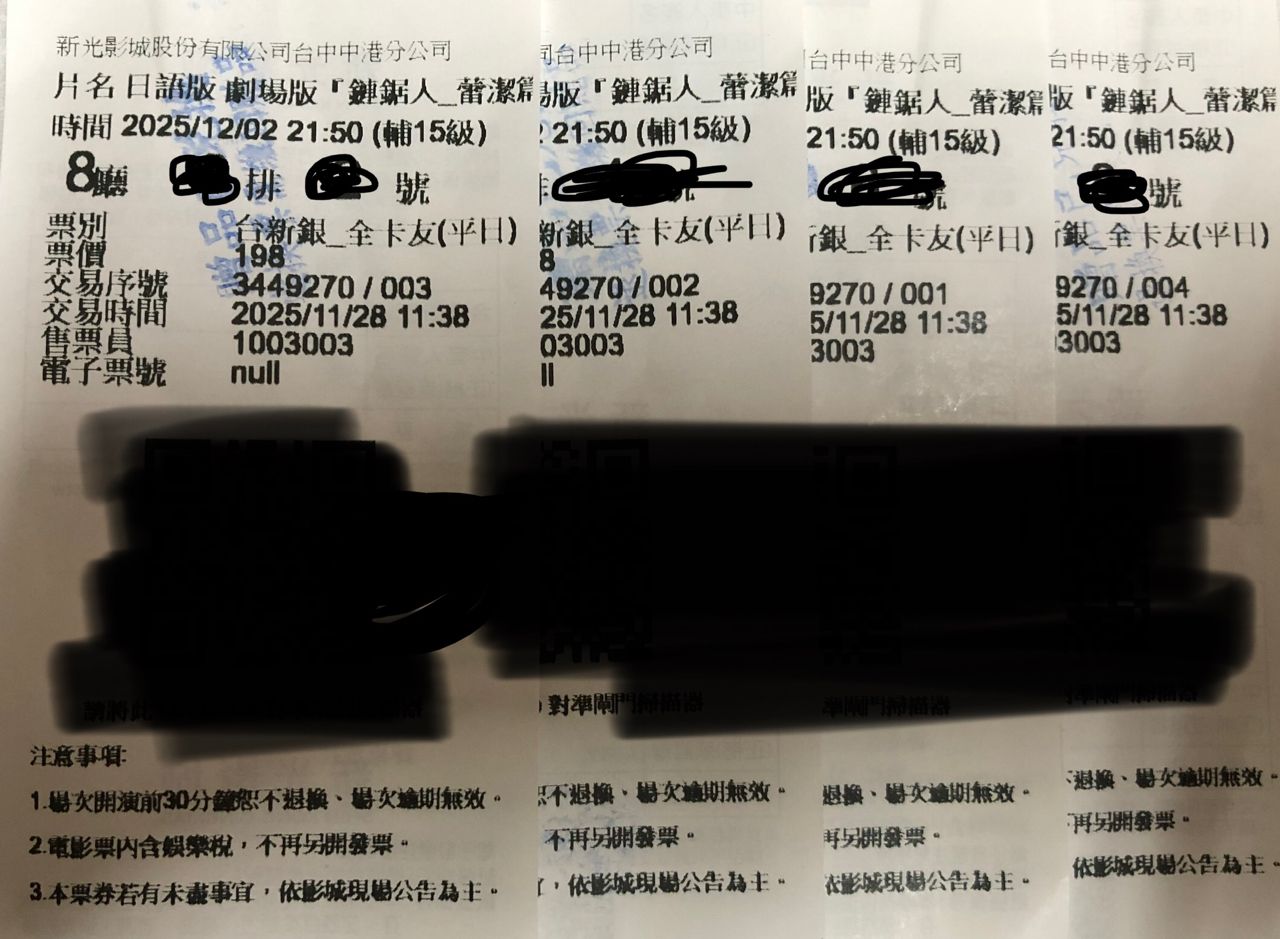 新光影城股份有限公司台中中港分公司
片名 日語版 劇場版『鏈鋸人_蕾潔篇
時間 2025/12/02 21:50 (輔15級)
8廳 排 號
票別 台新銀_全卡友(平日)
票價 198
交易序號 3449270 / 003
交易時間 2025/11/28 11:38
售票員 1003003
電子票號 null
請將此
注意事項:
1.場次開演前30分鐘恕不退換、場次逾期無效。
2.電影票內含娛樂稅，不再另開發票。
3.本票券若有未盡事宜，依影城現場公告為主。
司台中中港分公司
場版『鏈鋸人_蕾潔篇
2 21:50 (輔15級)
排 號
新銀_全卡友(平日)
8
49270 / 002
25/11/28 11:38
03003
ll
對準閘門掃描器
恕不退換、場次逾期無效。
不再另開發票。
宜，依影城現場公告為主。
台中中港分公司
版『鏈鋸人_蕾潔篇
21:50 (輔15級)
號
新銀_全卡友(平日)
9270 / 001
5/11/28 11:38
3003
準閘門掃描器
退換、場次逾期無效。
再另開發票。
依影城現場公告為主。
台中中港分公司
版『鏈鋸人_蕾潔篇
21:50 (輔15級)
號
新銀_全卡友(平日)
9270 / 004
5/11/28 11:38
3003
對準閘門掃描器
不退換、場次逾期無效。
再另開發票。
依影城現場公告為主。